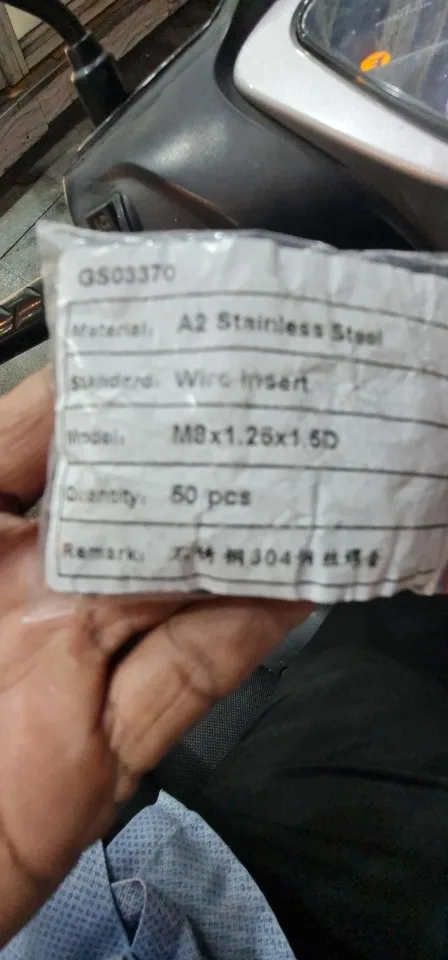 GS03370
Material: A2 Stainless Steel
Standard: Wire Insert
Model: M8x1.25x1.5D
Quantity: 50 pcs
Remark: 不锈钢304钢丝螺套